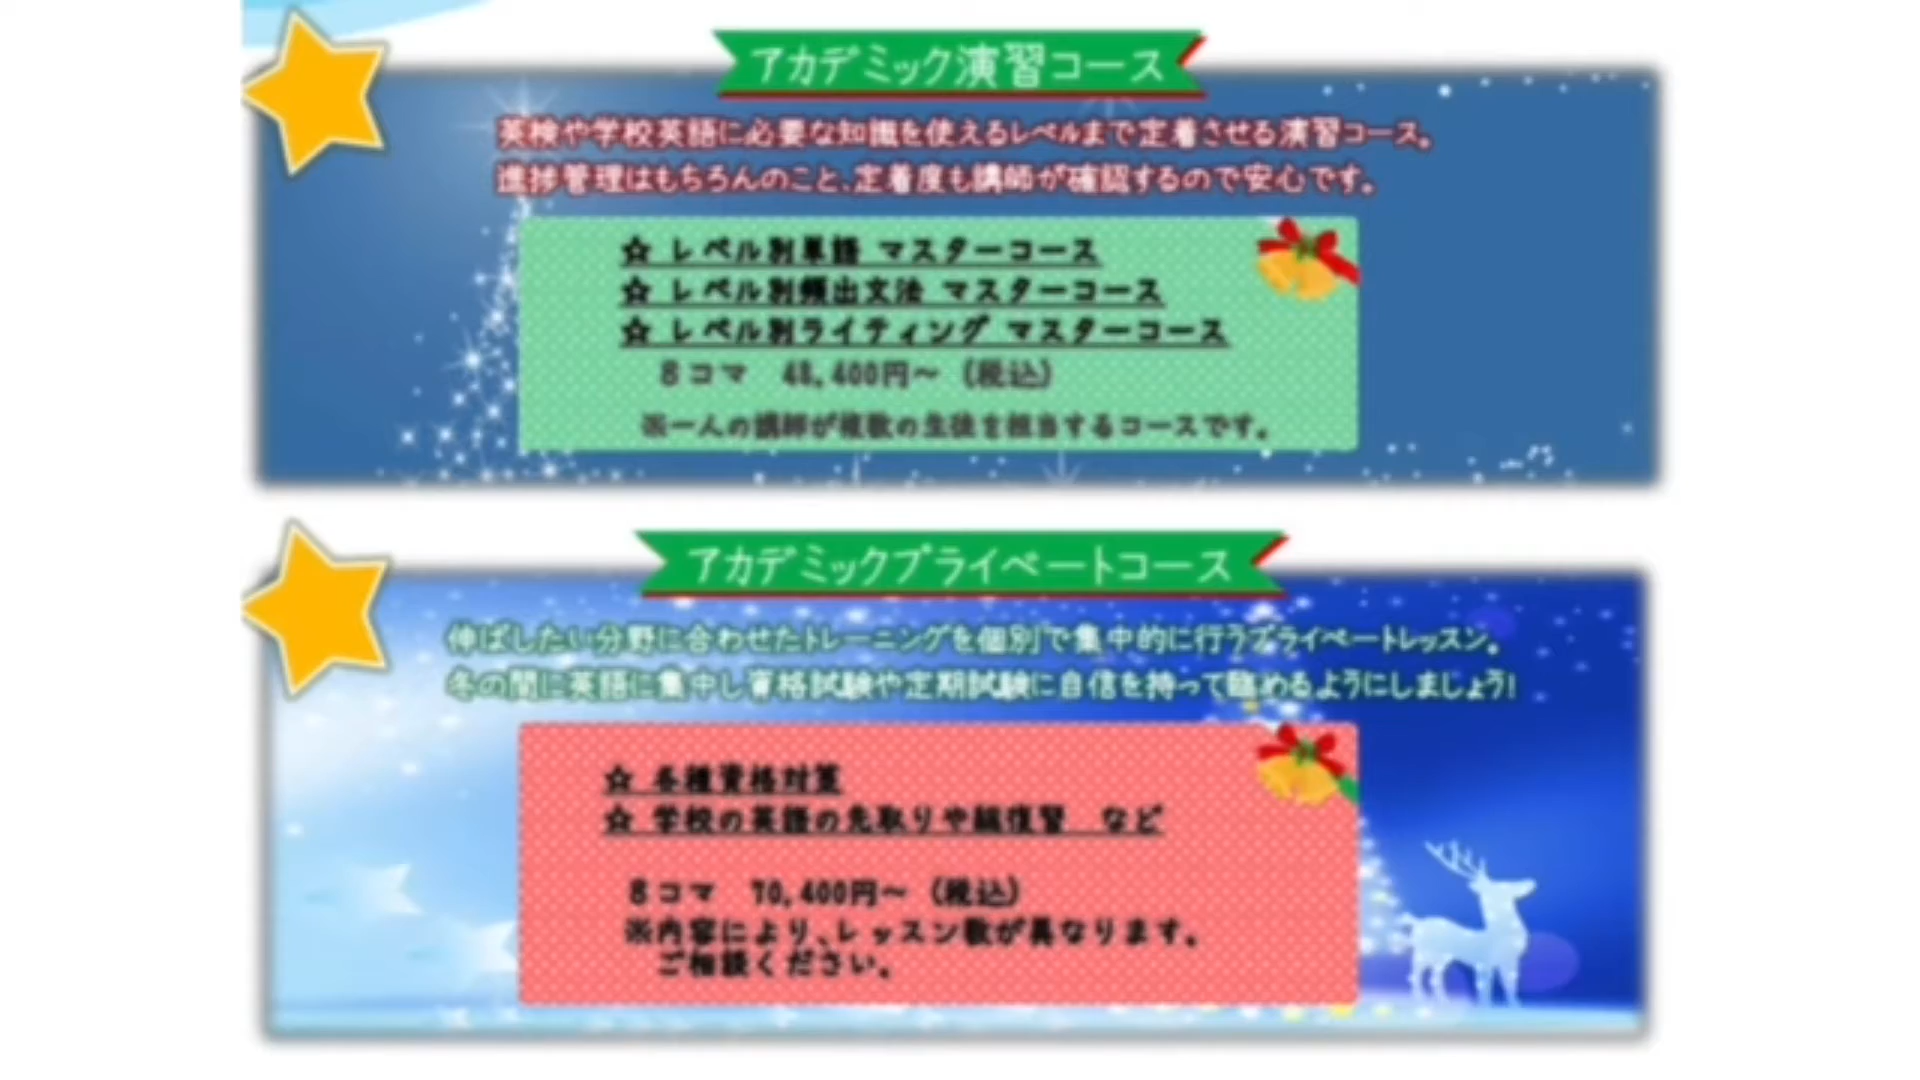 アカデミック演習コース
英検や学校英語に必要な知識を使えるレベルまで定着させる演習コース。
進捗管理はもちろんのこと、定着度も講師が確認するので安心です。
☆ レベル別単語 マスターコース
☆ レベル別頻出文法 マスターコース
☆ レベル別ライティング マスターコース
8コマ 48,400円〜（税込）
※一人の講師が複数の生徒を担当するコースです。
アカデミックプライベートコース
伸ばしたい分野に合わせたトレーニングを個別で集中的に行うプライベートレッスン。
冬の間に英語に集中し資格試験や定期試験に自信を持って臨めるようにしましょう!
☆ 各種資格対策
☆ 学校の英語の先取りや総復習 など
8コマ 70,400円〜（税込）
※内容により、レッスン数が異なります。
ご相談ください。